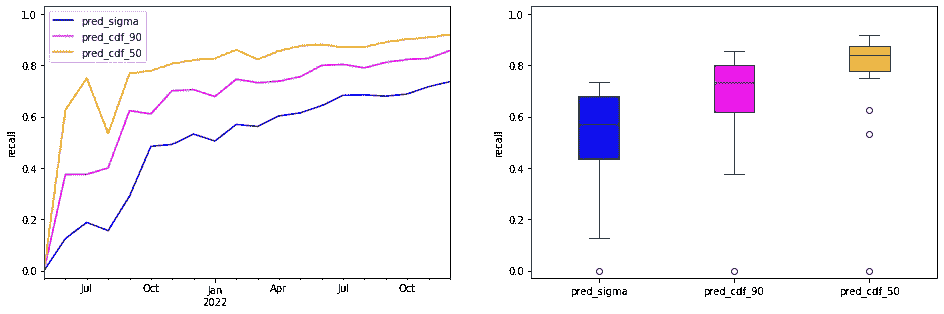 1.0
0.8
0.6
0.4
0.2
0.0
recall
pred_sigma
pred_cdf_90
pred_cdf_50
Jul
Oct
Jan
2022
Apr
Jul
Oct
1.0
0.8
0.6
0.4
0.2
0.0
recall
pred_sigma
pred_cdf_90
pred_cdf_50